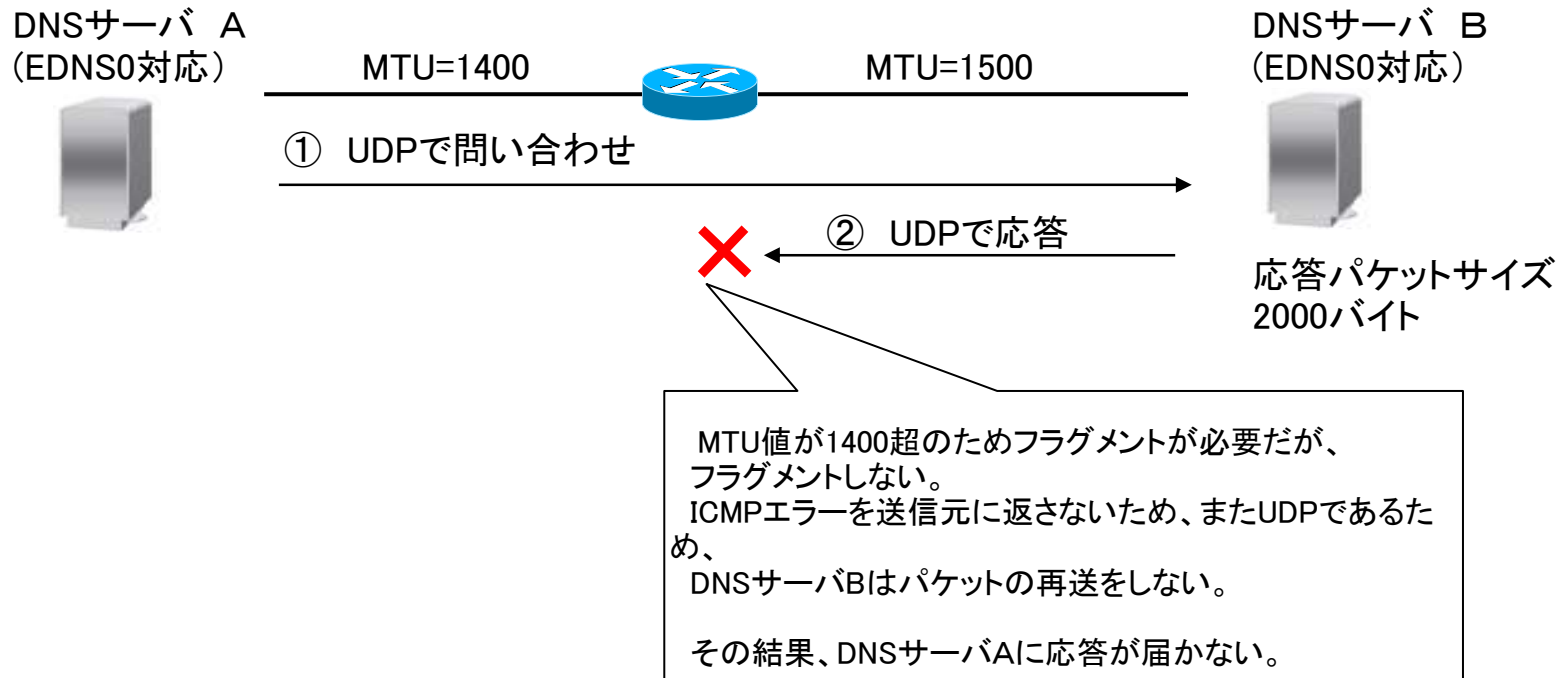 DNSサーバ A
(EDNS0対応)
MTU=1400
MTU=1500
DNSサーバ B
(EDNS0対応)
① UDPで問い合わせ
② UDPで応答
応答パケットサイズ
2000バイト
MTU値が1400超のためフラグメントが必要だが、
フラグメントしない。
ICMPエラーを送信元に返さないため、またUDPであるた
め、
DNSサーバBはパケットの再送をしない。
その結果、DNSサーバAに応答が届かない。